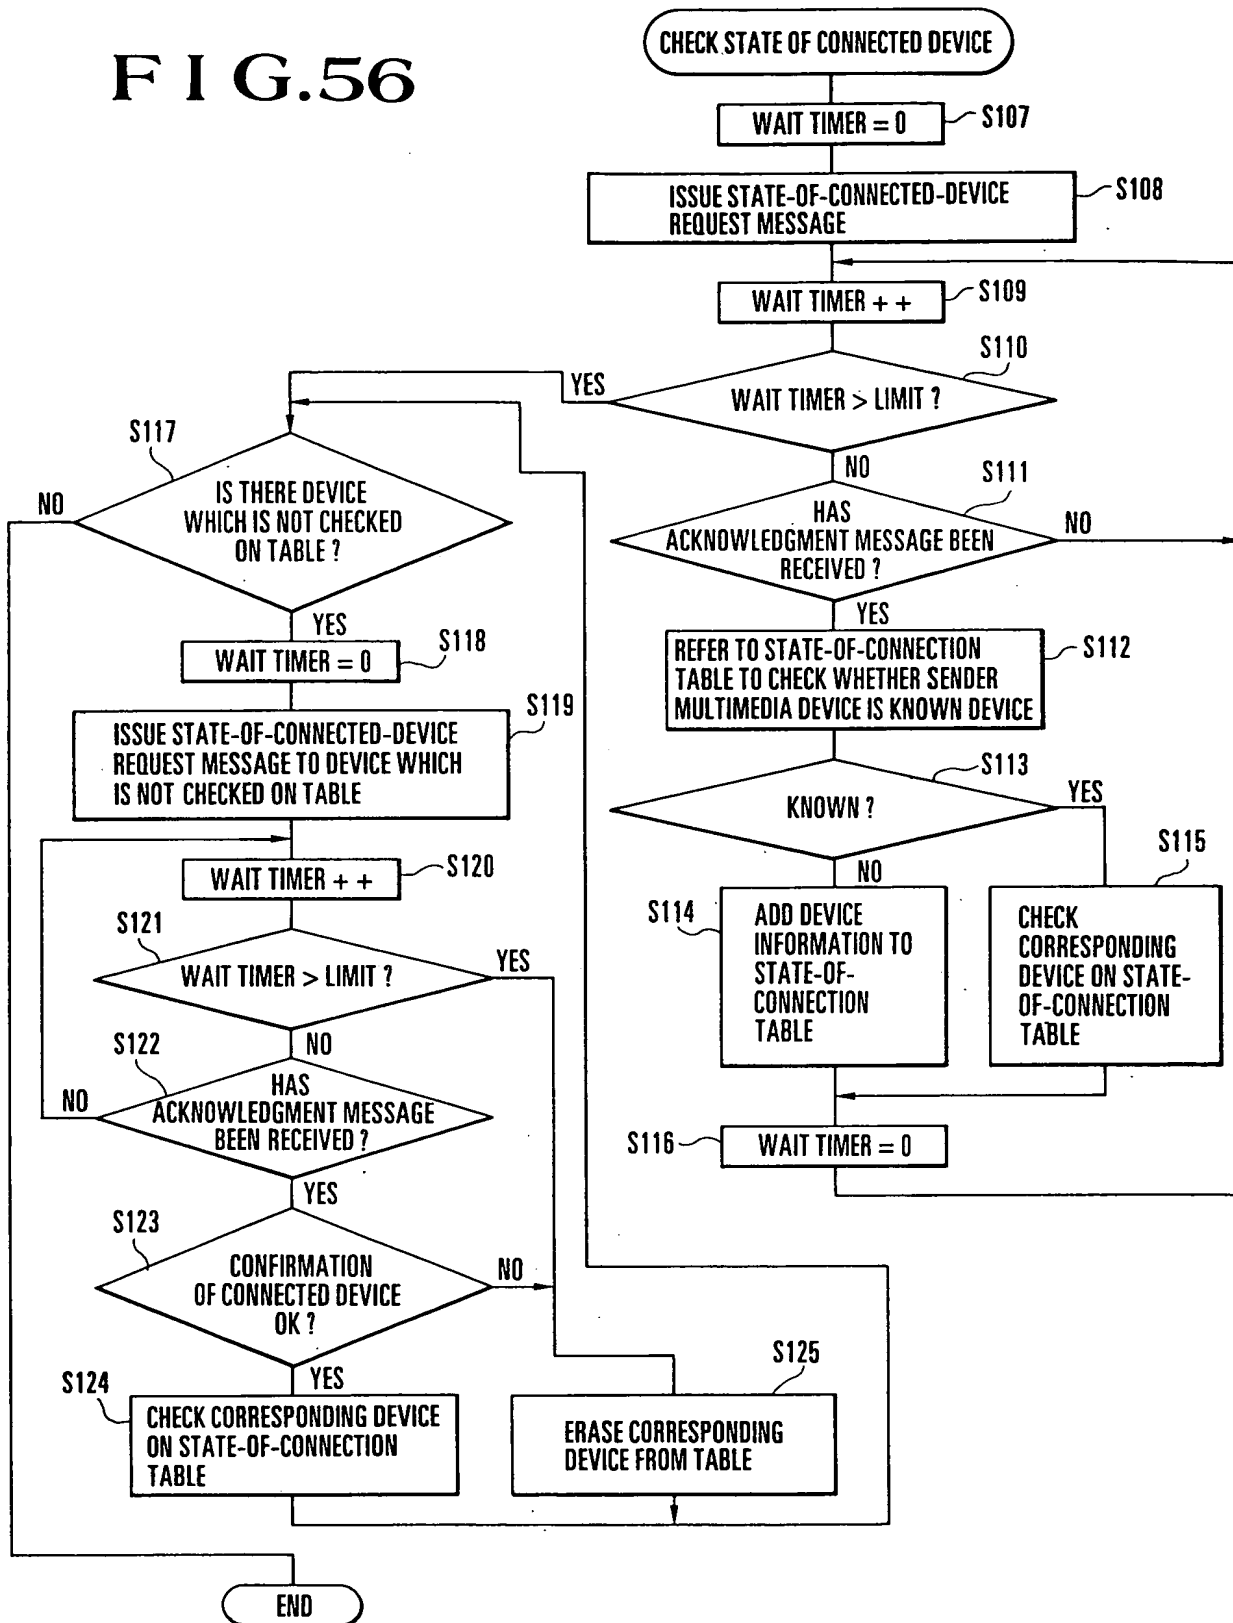 FIG.56
CHECK STATE OF CONNECTED DEVICE
WAIT TIMER = 0
S107
ISSUE STATE-OF-CONNECTED-DEVICE
REQUEST MESSAGE
S108
WAIT TIMER + +
S109
S110
WAIT TIMER > LIMIT ?
YES
NO
S111
HAS
ACKNOWLEDGMENT MESSAGE BEEN
RECEIVED ?
NO
YES
REFER TO STATE-OF-CONNECTION
TABLE TO CHECK WHETHER SENDER
MULTIMEDIA DEVICE IS KNOWN DEVICE
S112
S113
KNOWN ?
YES
NO
S114
ADD DEVICE
INFORMATION TO
STATE-OF-
CONNECTION
TABLE
S115
CHECK
CORRESPONDING
DEVICE ON STATE-
OF-CONNECTION
TABLE
S116
WAIT TIMER = 0
S117
NO
IS THERE DEVICE
WHICH IS NOT CHECKED
ON TABLE ?
YES
S118
WAIT TIMER = 0
S119
ISSUE STATE-OF-CONNECTED-DEVICE
REQUEST MESSAGE TO DEVICE WHICH
IS NOT CHECKED ON TABLE
WAIT TIMER + +
S120
S121
WAIT TIMER > LIMIT ?
YES
NO
S122
HAS
ACKNOWLEDGMENT MESSAGE
BEEN RECEIVED ?
NO
YES
S123
CONFIRMATION
OF CONNECTED DEVICE
OK ?
NO
YES
S124
CHECK CORRESPONDING DEVICE
ON STATE-OF-CONNECTION
TABLE
S125
ERASE CORRESPONDING
DEVICE FROM TABLE
END